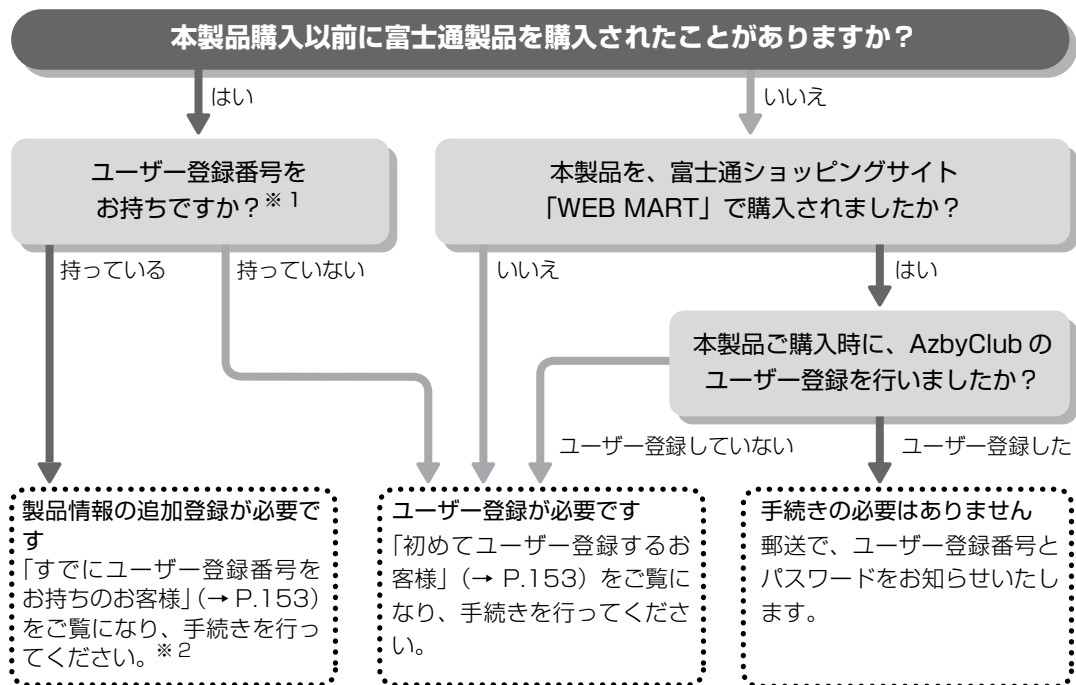 本製品購入以前に富士通製品を購入されたことがありますか？
はい
いいえ
ユーザー登録番号を
お持ちですか？※1
本製品を、富士通ショッピングサイト
「WEB MART」で購入されましたか？
持っている
持っていない
いいえ
はい
本製品ご購入時に、AzbyClub の
ユーザー登録を行いましたか？
ユーザー登録していない
ユーザー登録した
製品情報の追加登録が必要で
す
「すでにユーザー登録番号を
お持ちのお客様」（→ P.153）
をご覧になり、手続きを行っ
てください。※2
ユーザー登録が必要です
「初めてユーザー登録するお
客様」（→ P.153）をご覧に
なり、手続きを行ってくださ
い。
手続きの必要はありません
郵送で、ユーザー登録番号と
パスワードをお知らせいたし
ます。